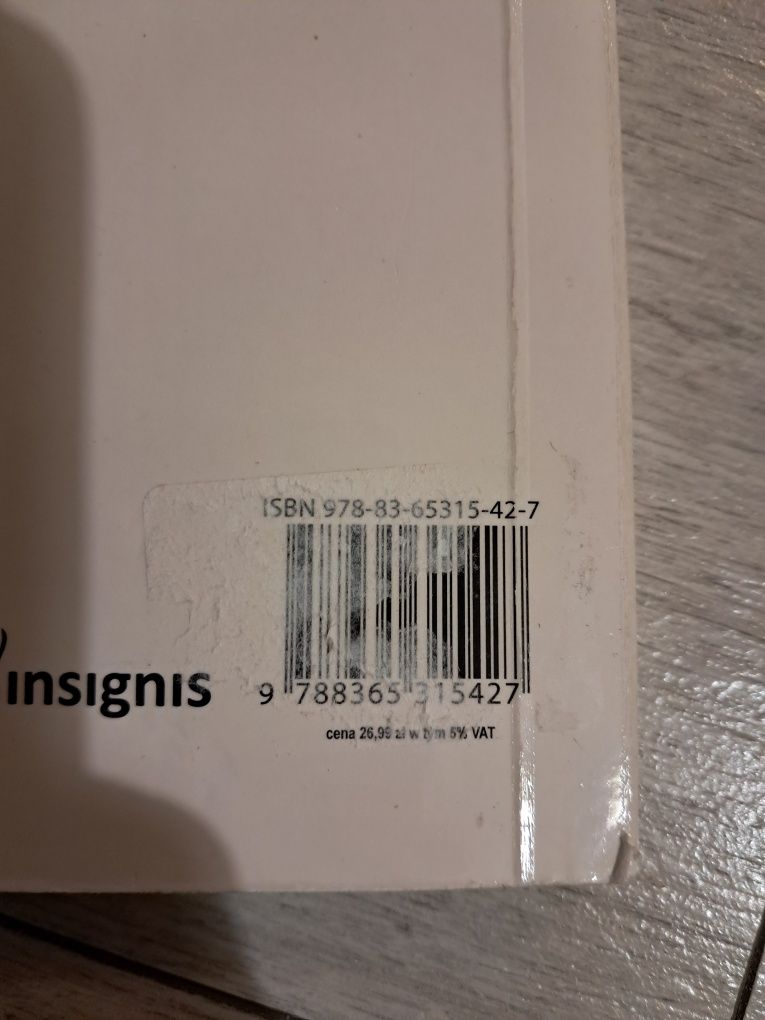 ISBN 978-83-65315-42-7
insignis
9 788365 315427
cena 26,99 zł w tym 5% VAT